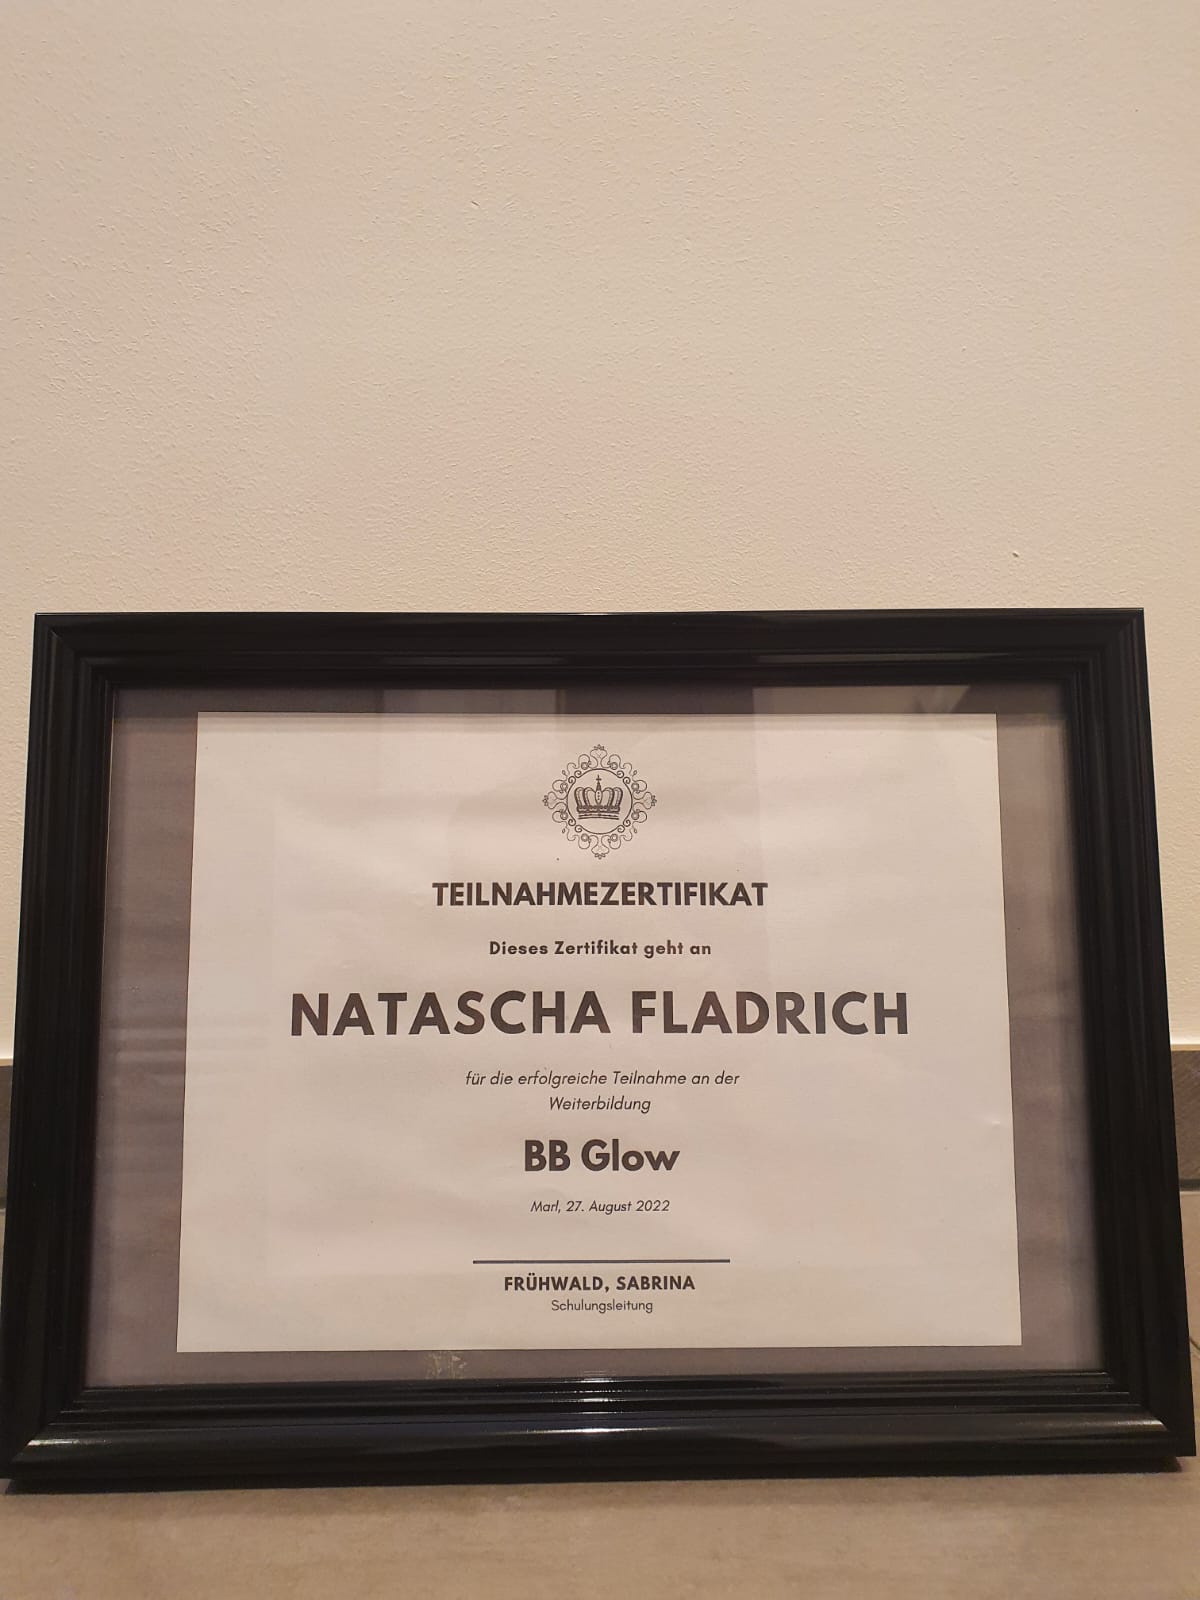 TEILNAHMEZERTIFIKAT
Dieses Zertifikat geht an
NATASCHA FLADRICH
für die erfolgreiche Teilnahme an der
Weiterbildung
BB Glow
Marl, 27. August 2022
FRÜHWALD, SABRINA
Schulungsleitung